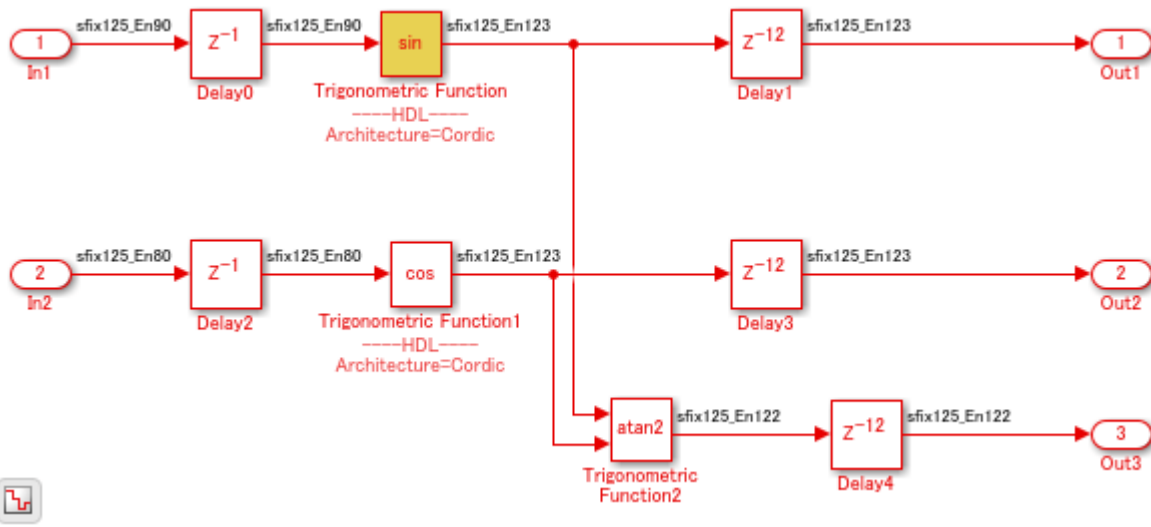 sfix125_En90
sfix125_En90
sfix125_En123
sfix125_En123
1
Z-1
sin
Z-12
1
In1
Delay0
Trigonometric Function
Delay1
Out1
----HDL----
Architecture=Cordic
sfix125_En80
sfix125_En80
sfix125_En123
sfix125_En123
2
Z-1
cos
Z-12
2
In2
Delay2
Trigonometric Function1
Delay3
Out2
----HDL----
Architecture=Cordic
sfix125_En122
sfix125_En122
atan2
Z-12
3
Trigonometric
Function2
Delay4
Out3